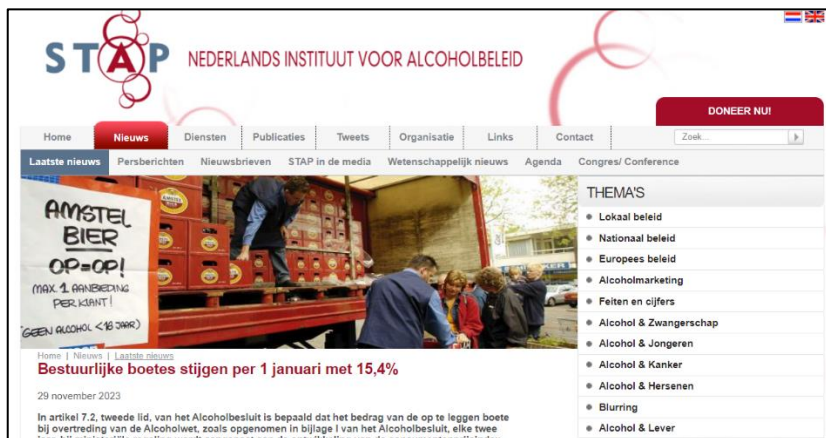 STAP NEDERLANDS INSTITUUT VOOR ALCOHOLBELEID
DONEER NU!
Home Nieuws Diensten Publicaties Tweets Organisatie Links Contact Zoek...
Laatste nieuws Persberichten Nieuwsbrieven STAP in de media Wetenschappelijk nieuws Agenda Congres/ Conference
AMSTEL
BIER
OP=OP!
MAX. 1 AANBIEDING
PER KLANT!
GEEN ALCOHOL <16 JAAR)
THEMA'S
Lokaal beleid
Nationaal beleid
Europees beleid
Alcoholmarketing
Feiten en cijfers
Alcohol & Zwangerschap
Alcohol & Jongeren
Alcohol & Kanker
Alcohol & Hersenen
Blurring
Alcohol & Lever
Home | Nieuws | Laatste nieuws
Bestuurlijke boetes stijgen per 1 januari met 15,4%
29 november 2023
In artikel 7.2, tweede lid, van het Alcoholbesluit is bepaald dat het bedrag van de op te leggen boete
bij overtreding van de Alcoholwet, zoals opgenomen in bijlage I van het Alcoholbesluit, elke twee